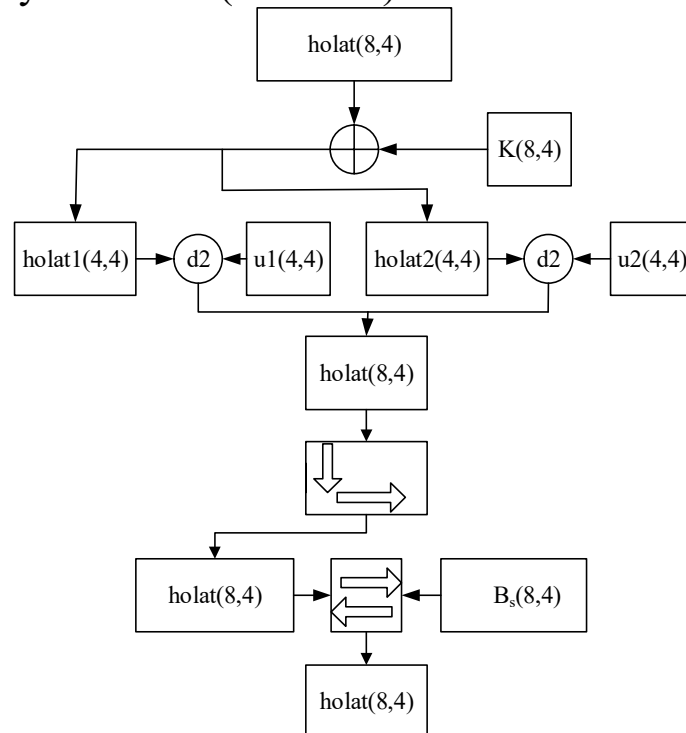 holat(8,4)
K(8,4)
holat1(4,4)
d2
u1(4,4)
holat2(4,4)
d2
u2(4,4)
holat(8,4)
holat(8,4)
Bs(8,4)
holat(8,4)